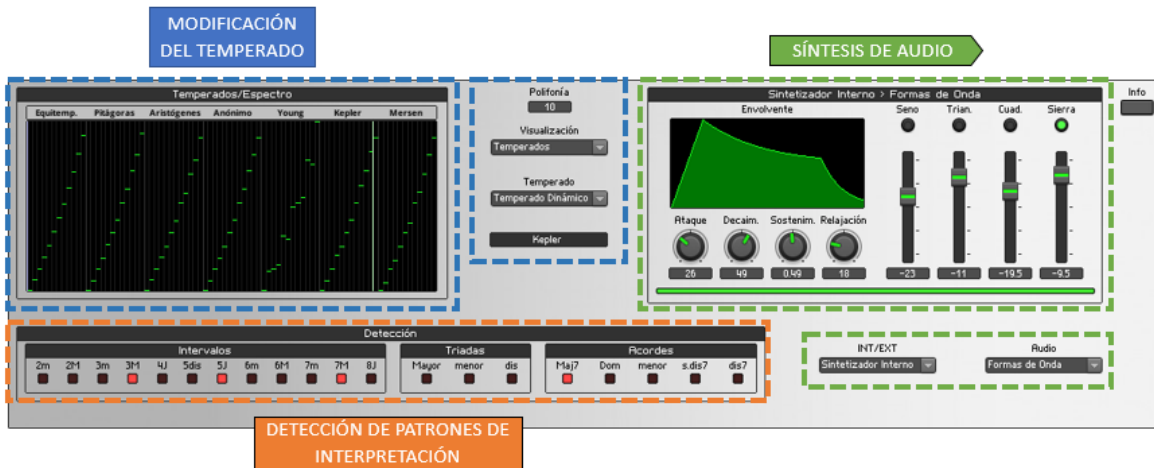 MODIFICACIÓN
DEL TEMPERADO
SÍNTESIS DE AUDIO
Temperados/Espectro
Equitemp. Pitágoras Aristógenes Anónimo Young Kepler Mersen
Polifonía
10
Visualización
Temperados
Temperado
Temperado Dinámico
Kepler
Sintetizador Interno > Formas de Onda
Envolvente Seno Trian. Cuad. Sierra
Ataque Decaim. Sostenim. Relajación
26 49 0.49 18 -23 -11 -19.5 -9.5
Info
Detección
Intervalos Triadas Acordes
2m 2M 3m 3M 4J 5dis 5J 6m 6M 7m 7M 8J Mayor menor dis Maj7 Dom menor s.dis7 dis7
INT/EXT Audio
Sintetizador Interno Formas de Onda
DETECCIÓN DE PATRONES DE
INTERPRETACIÓN